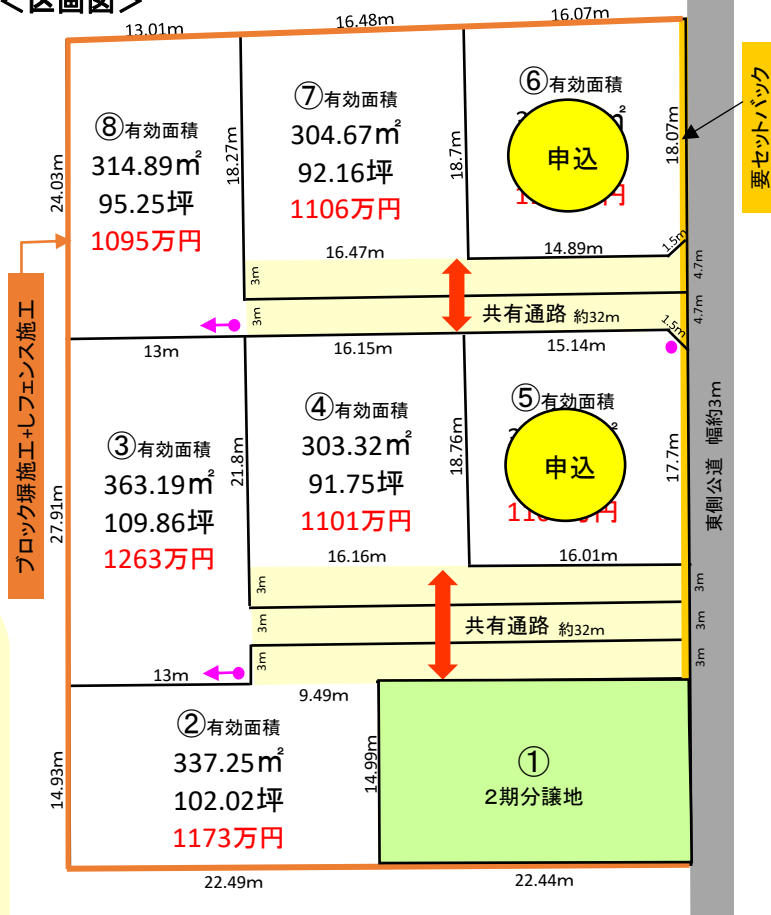 ＜区画図＞
13.01m
16.48m
16.07m
⑧有効面積
314.89㎡
95.25坪
1095万円
24.03m
18.27m
⑦有効面積
304.67㎡
92.16坪
1106万円
18.7m
⑥有効面積
申込
18.07m
要セットバック
16.47m
14.89m
1.5m
3m
4.7m
3m
共有通路 約32m
4.7m
1.5m
13m
16.15m
15.14m
ブロック塀施工+しフェンス施工
③有効面積
363.19㎡
109.86坪
1263万円
27.91m
21.8m
④有効面積
303.32㎡
91.75坪
1101万円
18.76m
⑤有効面積
申込
17.7m
東側公道 幅約3m
16.16m
16.01m
3m
3m
3m
共有通路 約32m
3m
3m
3m
13m
9.49m
②有効面積
337.25㎡
102.02坪
1173万円
14.93m
14.99m
①
2期分譲地
22.49m
22.44m